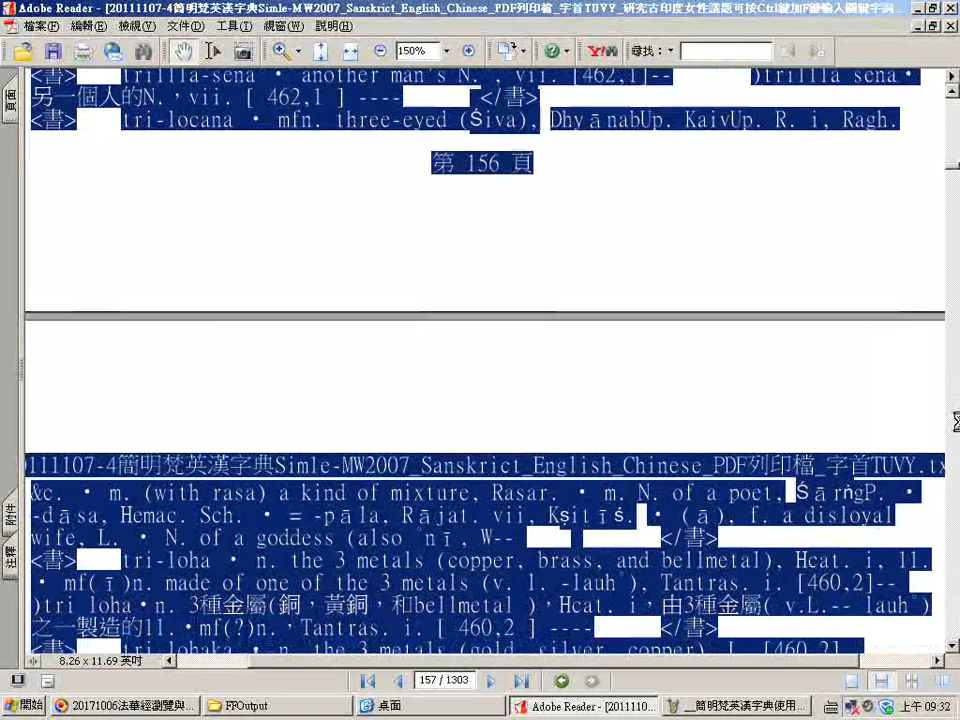 Adobe Reader - [20111107-4簡明梵英漢字典Simle-MW2007_Sanskrict_English_Chinese_PDF列印檔_字首TUVY_研究古印度女性議題可按Ctrl鍵加F鍵輸入關鍵字詞...
檔案(F) 編輯(E) 檢視(V) 文件(D) 工具(T) 視窗(W) 說明(H)
150% 尋找：
頁面
附件
注釋
<書> trillla-sena • another man's N. , vii. [462,1]-- )trillla sena•
另一個人的N.，vii. [ 462,1 ] ---- </書>
<書> tri-locana • mfn. three-eyed (Śiva), DhyānabUp. KaivUp. R. i, Ragh.
第 156 頁
111107-4簡明梵英漢字典Simle-MW2007_Sanskrict_English_Chinese_PDF列印檔_字首TUVY.tx
&c. • m. (with rasa) a kind of mixture, Rasar. • m. N. of a poet, ŚārṅgP. •
-dāsa, Hemac. Sch. • = -pāla, Rājat. vii, Kṣitīś. • (ā), f. a disloyal
wife, L. • N. of a goddess (also °nī, W-- </書>
<書> tri-loha • n. the 3 metals (copper, brass, and bellmetal), Hcat. i, 11.
• mf(ī)n. made of one of the 3 metals (v. l. -lauh°), Tantras. i. [460,2]--
)tri loha•n. 3種金屬(銅，黃銅，和bellmetal )，Hcat. i，由3種金屬( v.L.-- lauh°)
之一製造的11.•mf(?)n.，Tantras. i. [ 460,2 ] ---- </書>
<書> tri-lohaka • n. the 3 metals (gold, silver, copper), L. [460,2]
8.26 x 11.69 英吋
157 / 1303
開始 20171006法華經瀏覽與... FFOutput 桌面 Adobe Reader - [2011110... __簡明梵英字典使用... 上午 09:32